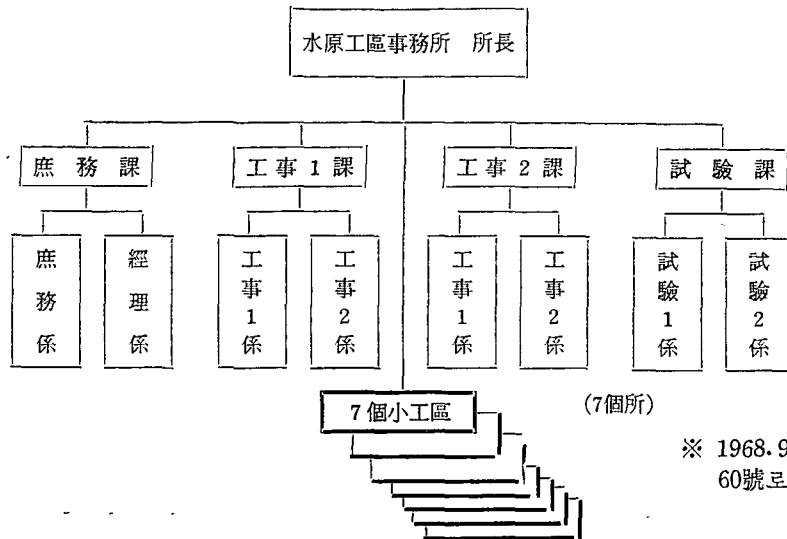 水原工區事務所 所長
庶務課
工事1課
工事2課
試驗課
庶務係
經理係
工事1係
工事2係
工事1係
工事2係
試驗1係
試驗2係
7個小工區
(7個所)
※ 1968.9
60號로